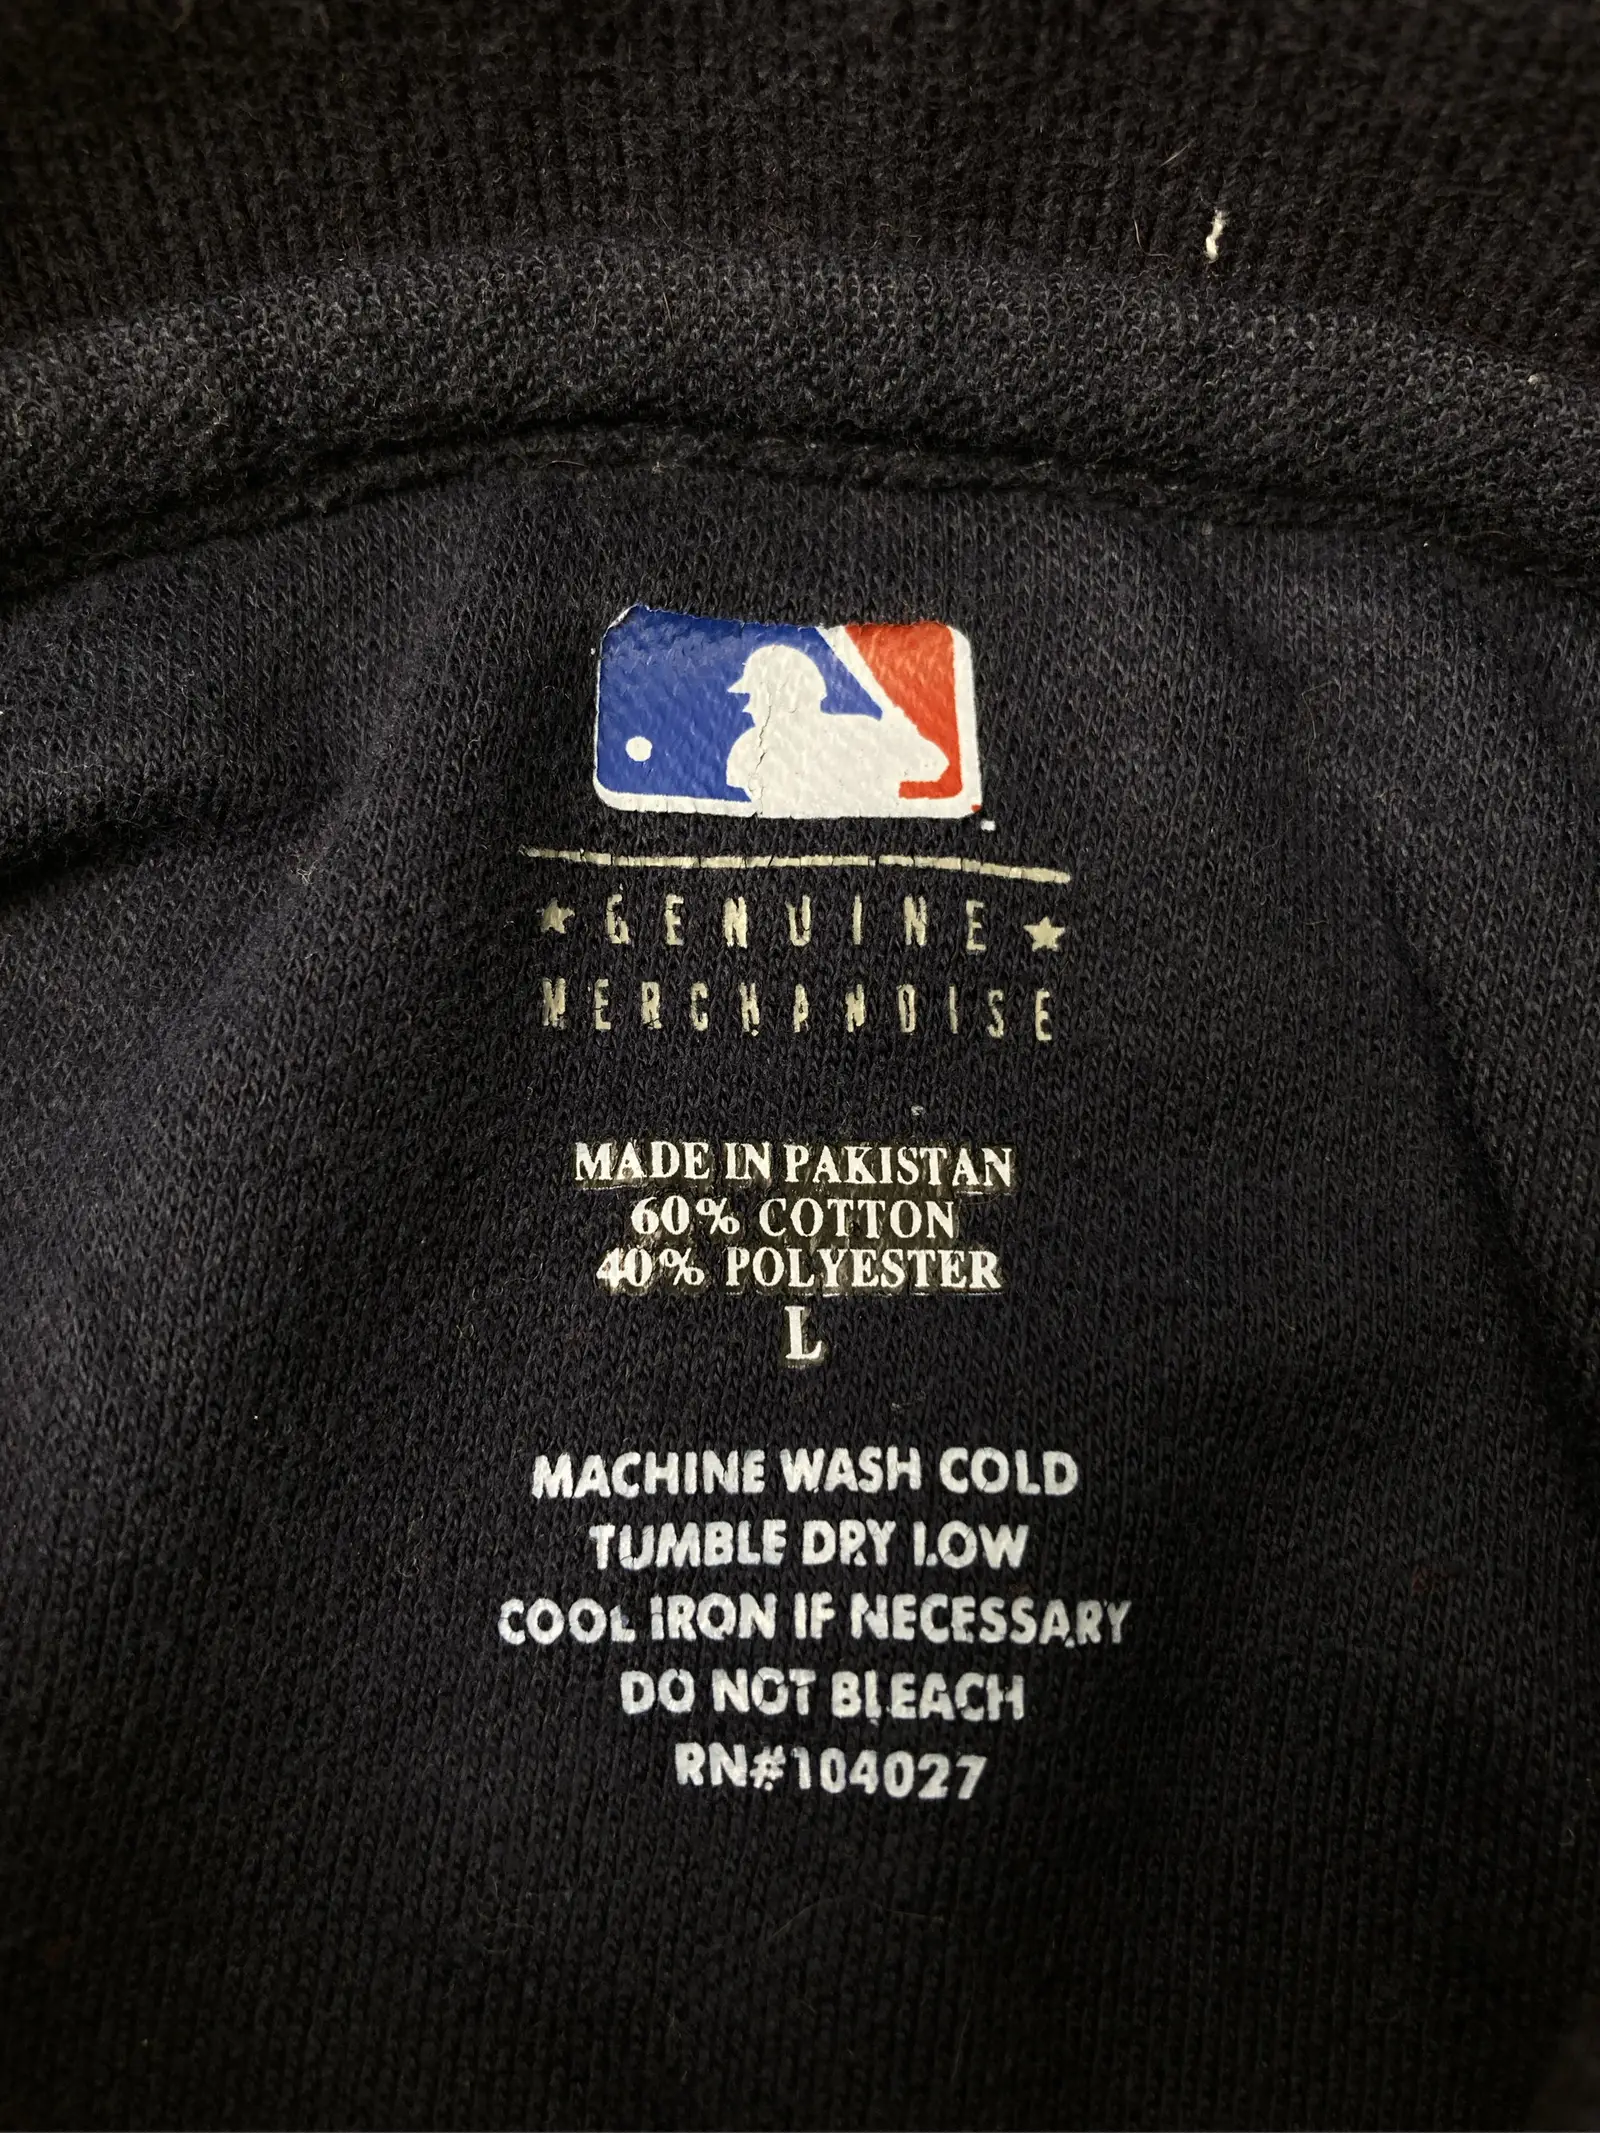 ★ GENUINE ★
MERCHANDISE
MADE IN PAKISTAN
60% COTTON
40% POLYESTER
L
MACHINE WASH COLD
TUMBLE DRY LOW
COOL IRON IF NECESSARY
DO NOT BLEACH
RN#104027